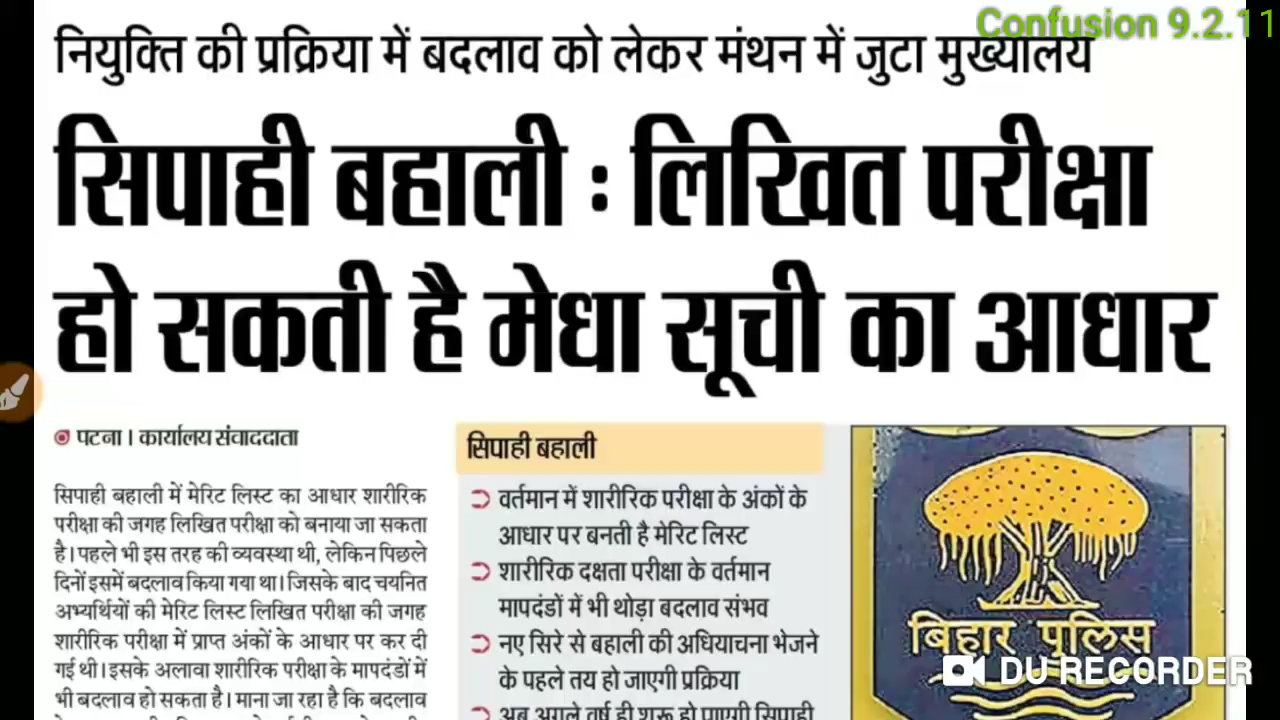 Confusion 9.2.11
नियुक्ति की प्रक्रिया में बदलाव को लेकर मंथन में जुटा मुख्यालय
सिपाही बहाली : लिखित परीक्षा
हो सकती है मेधा सूची का आधार
पटना । कार्यालय संवाददाता
सिपाही बहाली में मेरिट लिस्ट का आधार शारीरिक
परीक्षा की जगह लिखित परीक्षा को बनाया जा सकता
है। पहले भी इस तरह की व्यवस्था थी, लेकिन पिछले
दिनों इसमें बदलाव किया गया था। जिसके बाद चयनित
अभ्यर्थियों की मेरिट लिस्ट लिखित परीक्षा की जगह
शारीरिक परीक्षा में प्राप्त अंकों के आधार पर कर दी
गई थी। इसके अलावा शारीरिक परीक्षा के मापदंडों में
भी बदलाव हो सकता है। माना जा रहा है कि बदलाव
सिपाही बहाली
वर्तमान में शारीरिक परीक्षा के अंकों के
आधार पर बनती है मेरिट लिस्ट
शारीरिक दक्षता परीक्षा के वर्तमान
मापदंडों में भी थोड़ा बदलाव संभव
नए सिरे से बहाली की अधियाचना भेजने
के पहले तय हो जाएगी प्रक्रिया
अब अगले वर्ष ही शुरू हो पाएगी सिपाही
बिहार पुलिस
DU RECORDER